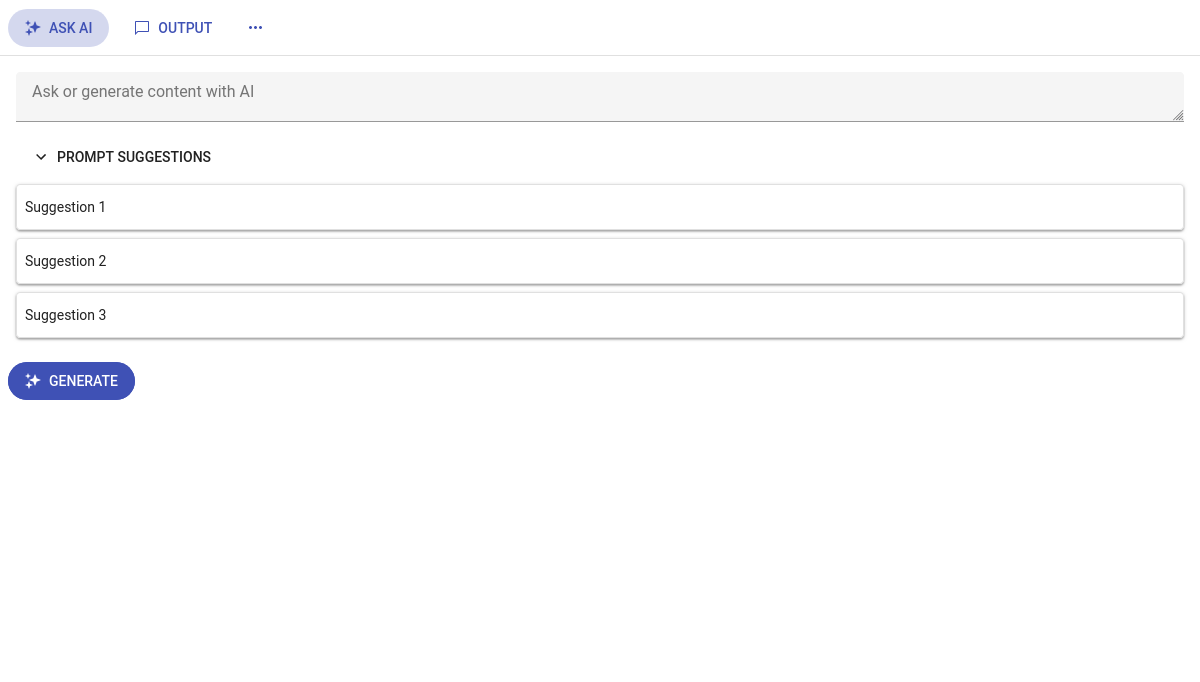 ASK AI
OUTPUT
Ask or generate content with AI
PROMPT SUGGESTIONS
Suggestion 1
Suggestion 2
Suggestion 3
GENERATE